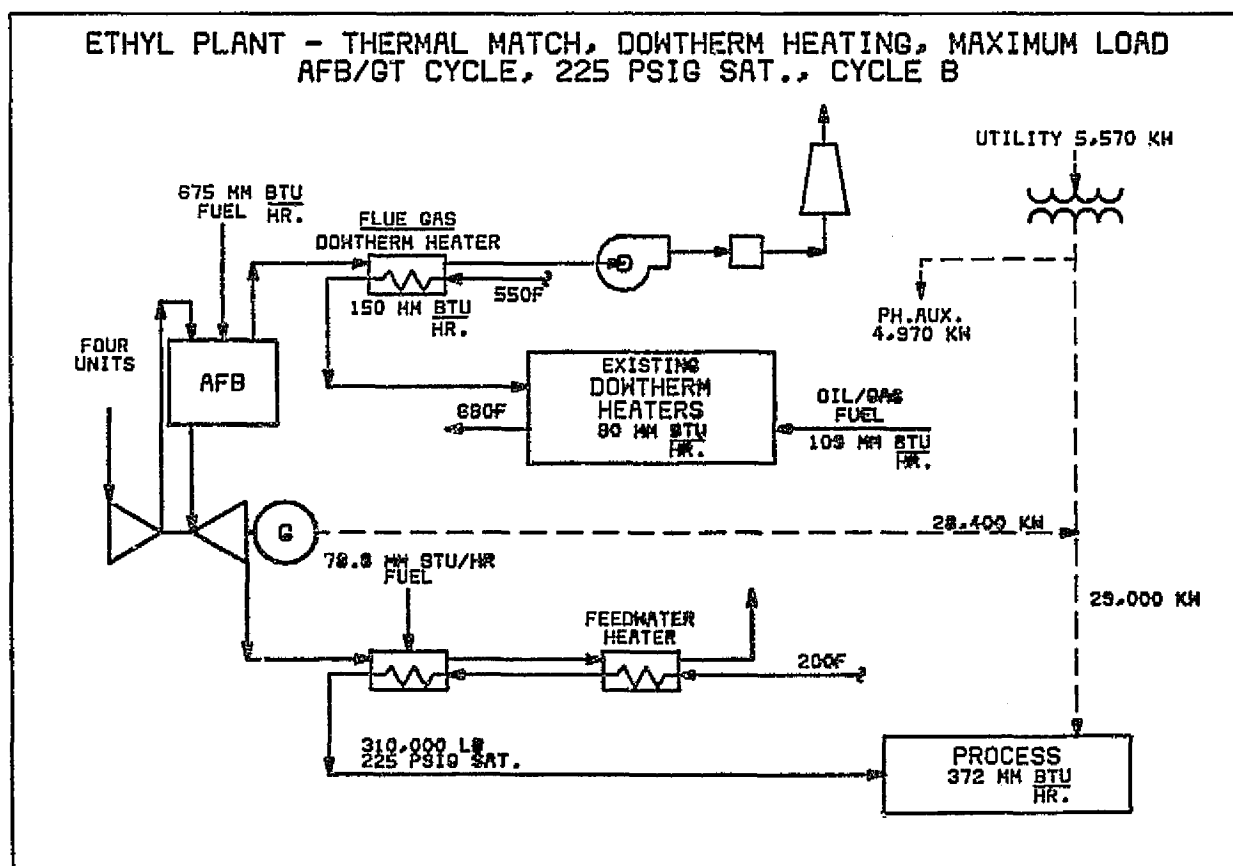 ETHYL PLANT - THERMAL MATCH, DOWTHERM HEATING, MAXIMUM LOAD
AFB/GT CYCLE, 225 PSIG SAT., CYCLE B
UTILITY 5,570 KW
675 MM BTU
FUEL HR.
FLUE GAS
DOWTHERM HEATER
550F
150 MM BTU
HR.
PH.AUX.
4,970 KW
FOUR
UNITS
AFB
EXISTING
DOWTHERM
HEATERS
90 MM BTU
HR.
680F
OIL/GAS
FUEL
109 MM BTU
HR.
G
28,400 KW
MM BTU/HR
FUEL
29,000 KW
FEEDWATER
HEATER
200F
310,000 LB
225 PSIG SAT.
PROCESS
372 MM BTU
HR.